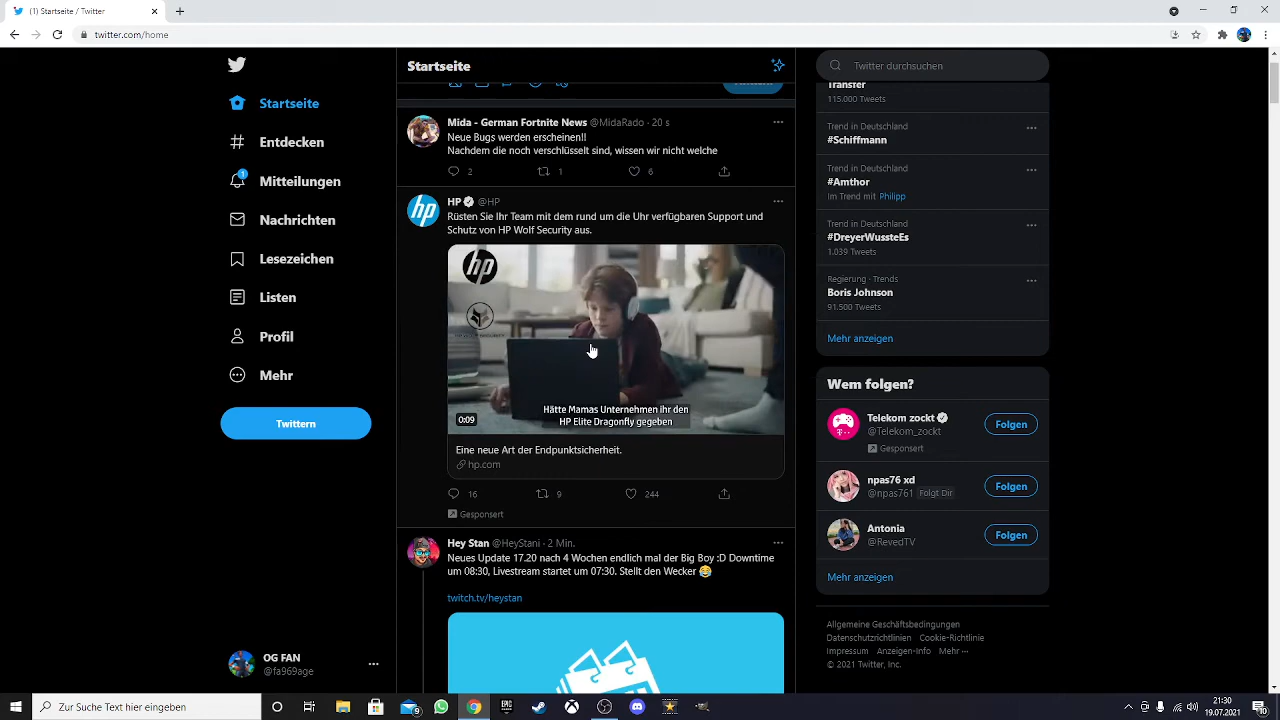 (1) Startseite / Twitter
twitter.com/home
Startseite
Entdecken
1
Mitteilungen
Nachrichten
Lesezeichen
Listen
Profil
Mehr
Twittern
OG FAN
@fa969age
Startseite
Mida - German Fortnite News @MidaRado · 20 s
Neue Bugs werden erscheinen!!
Nachdem die noch verschlüsselt sind, wissen wir nicht welche
2 1 6
HP @HP
Rüsten Sie Ihr Team mit dem rund um die Uhr verfügbaren Support und
Schutz von HP Wolf Security aus.
hp
hp
Hätte Mamas Unternehmen ihr den
HP Elite Dragonfly gegeben
0:09
Eine neue Art der Endpunktsicherheit.
hp.com
16 9 244
Gesponsert
Hey Stan @HeyStani · 2 Min.
Neues Update 17.20 nach 4 Wochen endlich mal der Big Boy :D Downtime
um 08:30, Livestream startet um 07:30. Stellt den Wecker 😂
twitch.tv/heystan
Twitter durchsuchen
Transfer
115.000 Tweets
Trend in Deutschland
#Schiffmann
Trend in Deutschland
#Amthor
Im Trend mit Philipp
Trend in Deutschland
#DreyerWussteEs
1.039 Tweets
Regierung · Trends
Boris Johnson
91.500 Tweets
Mehr anzeigen
Wem folgen?
Telekom zockt
@Telekom_zockt
Folgen
Gesponsert
npas76 xd
@npas761 Folgt Dir
Folgen
Antonia
@RevedTV
Folgen
Mehr anzeigen
Allgemeine Geschäftsbedingungen
Datenschutzrichtlinien Cookie-Richtlinie
Impressum Anzeigen-Info Mehr ···
© 2021 Twitter, Inc.
Zur Suche Text hier eingeben
21:30
19.07.2021